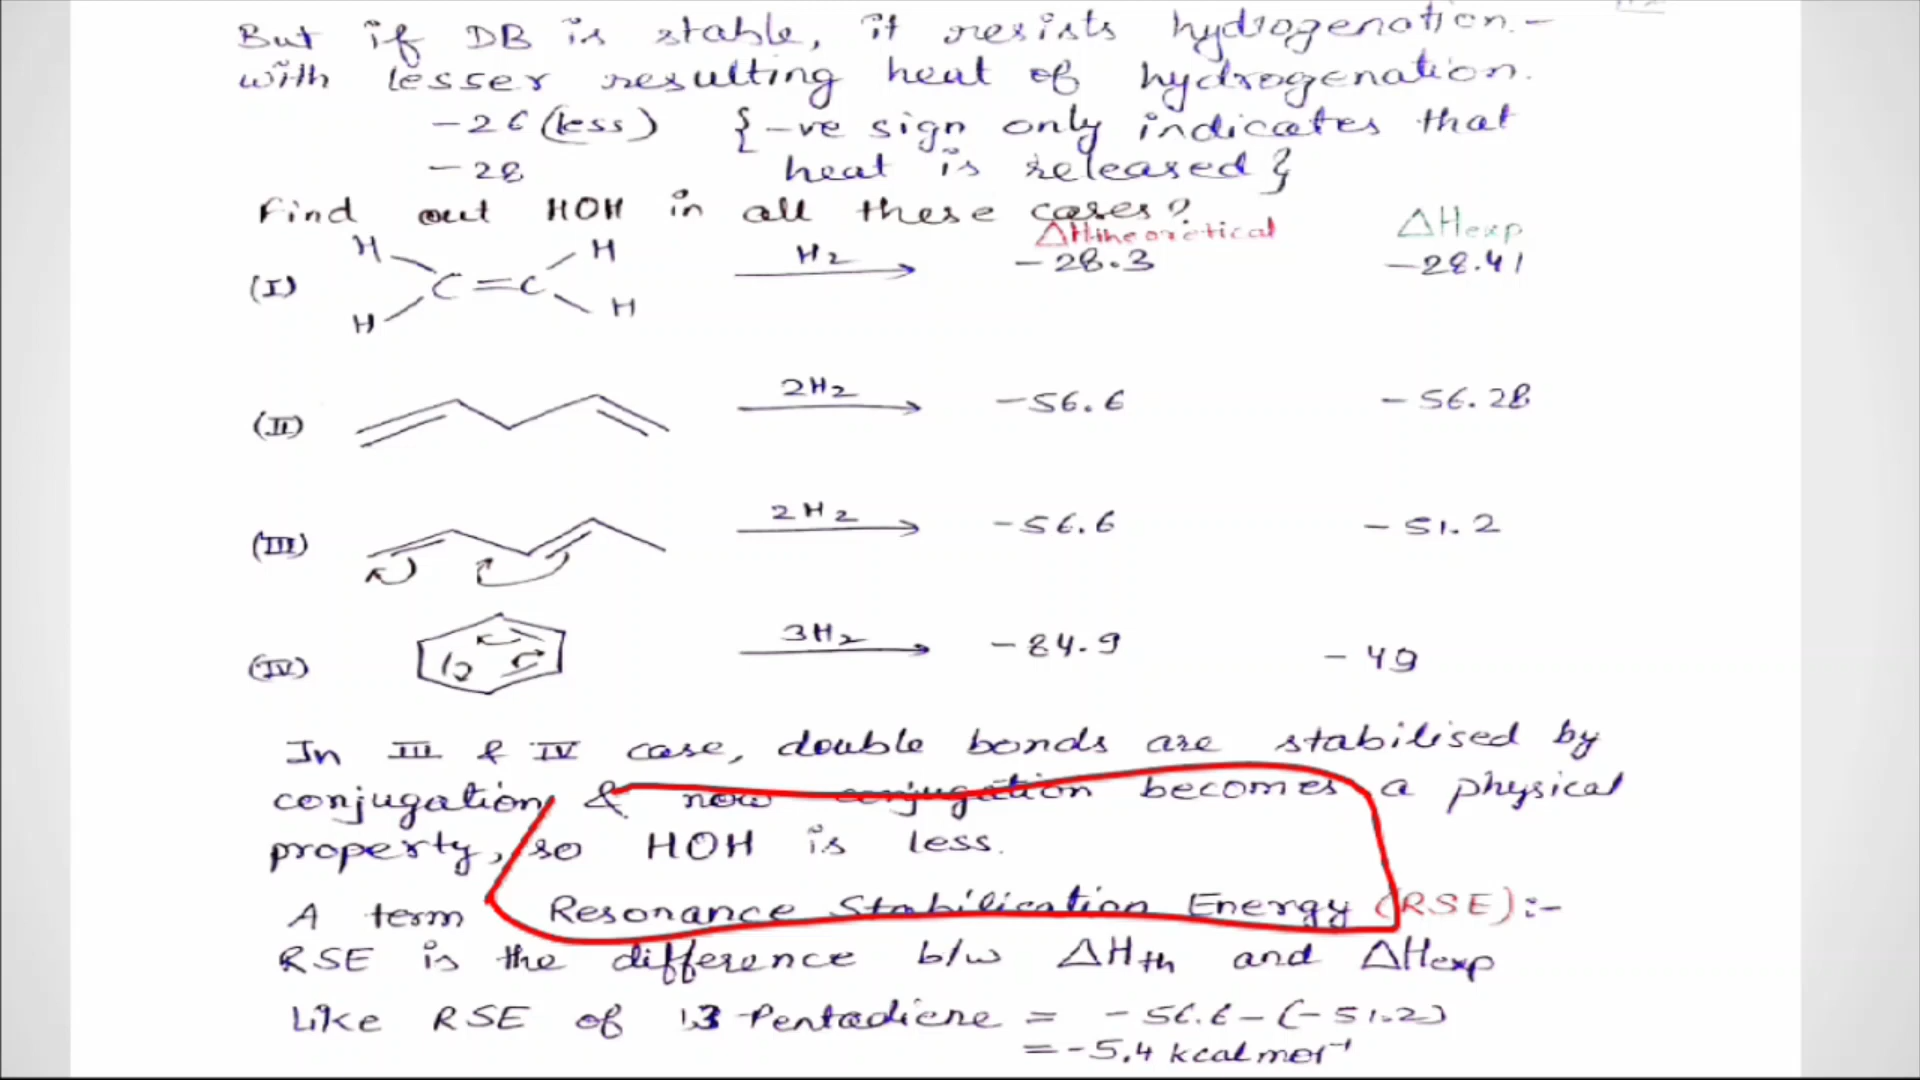 But if DB is stable, it resists hydrogenation.-
with lesser resulting heat of hydrogenation.
-26 (less) {-ve sign only indicates that
-28 heat is released}
Find out HOH in all these cases?
ΔHtheoretical ΔHexp
(I) H H C=C H H H2 -28.3 -28.41
(II) 2H2 -56.6 -56.28
(III) 2H2 -56.6 -51.2
(IV) 3H2 -84.9 -49
In III & IV case, double bonds are stabilised by
conjugation & now conjugation becomes a physical
property, so HOH is less.
A term Resonance Stabilisation Energy (RSE):-
RSE is the difference b/w ΔHth and ΔHexp
Like RSE of 1,3-Pentadiene = -56.6-(-51.2)
=-5.4 kcal mol⁻¹